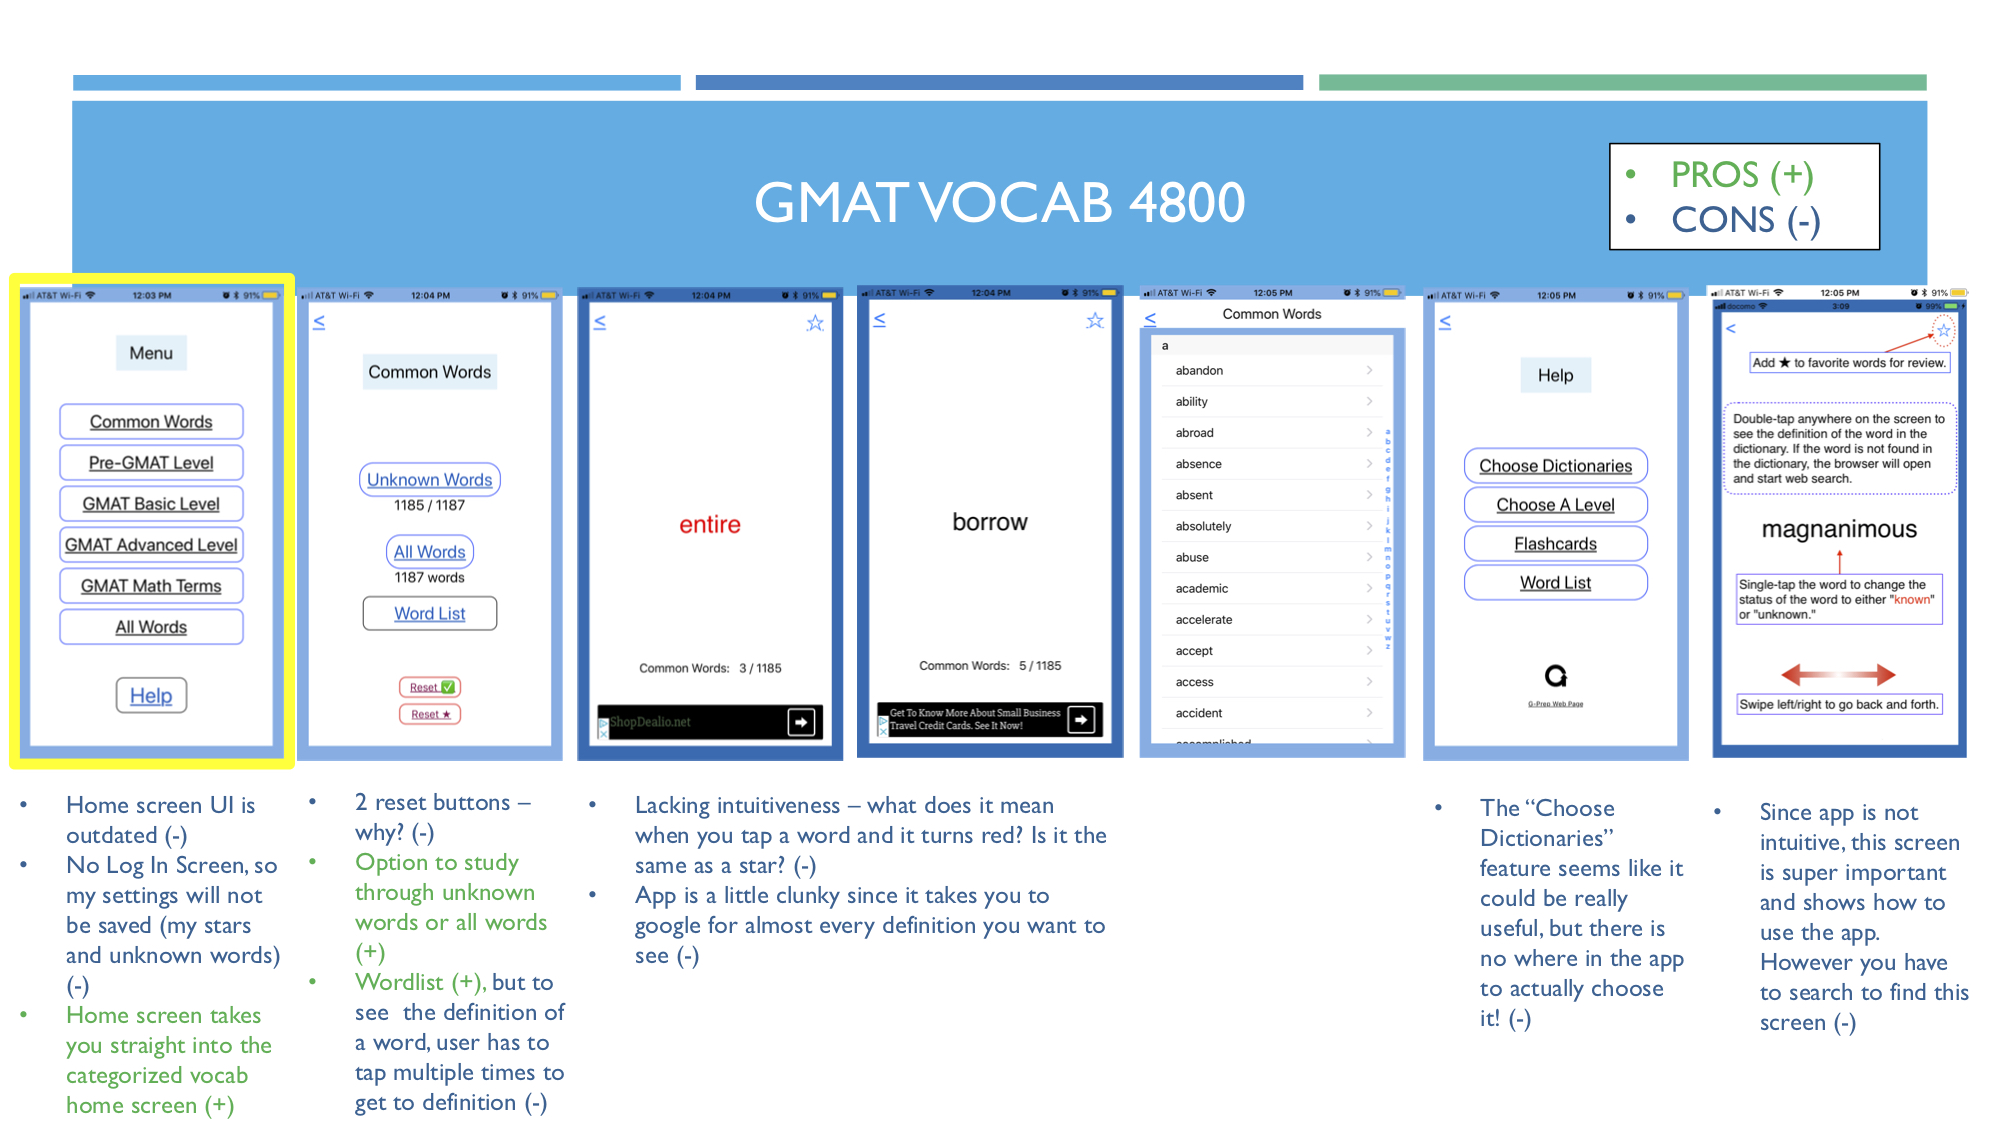 GMAT VOCAB 4800
• PROS (+)
• CONS (-)
AT&T Wi-Fi 12:03 PM 91%
Menu
Common Words
Pre-GMAT Level
GMAT Basic Level
GMAT Advanced Level
GMAT Math Terms
All Words
Help
AT&T Wi-Fi 12:04 PM 91%
<
Common Words
Unknown Words
1185 / 1187
All Words
1187 words
Word List
Reset ✅
Reset ★
AT&T Wi-Fi 12:04 PM 91%
< ☆
entire
Common Words: 3 / 1185
ShopDealio.net
AT&T Wi-Fi 12:04 PM 91%
< ☆
borrow
Common Words: 5 / 1185
Get To Know More About Small Business
Travel Credit Cards. See It Now!
AT&T Wi-Fi 12:05 PM 91%
< Common Words
a
abandon
ability
abroad
absence
absent
absolutely
abuse
academic
accelerate
accept
access
accident
accomplished
a
b
c
d
e
f
g
h
i
j
k
l
m
n
o
p
q
r
s
t
u
v
w
z
AT&T Wi-Fi 12:05 PM 91%
<
Help
Choose Dictionaries
Choose A Level
Flashcards
Word List
G-Prep Web Page
AT&T Wi-Fi 12:05 PM 91%
docomo 3:09 99%
< ☆
Add ★ to favorite words for review.
Double-tap anywhere on the screen to
see the definition of the word in the
dictionary. If the word is not found in
the dictionary, the browser will open
and start web search.
magnanimous
Single-tap the word to change the
status of the word to either "known"
or "unknown."
Swipe left/right to go back and forth.
• Home screen UI is
outdated (-)
• No Log In Screen, so
my settings will not
be saved (my stars
and unknown words)
(-)
• Home screen takes
you straight into the
categorized vocab
home screen (+)
• 2 reset buttons –
why? (-)
• Option to study
through unknown
words or all words
(+)
• Wordlist (+), but to
see the definition of
a word, user has to
tap multiple times to
get to definition (-)
• Lacking intuitiveness – what does it mean
when you tap a word and it turns red? Is it the
same as a star? (-)
• App is a little clunky since it takes you to
google for almost every definition you want to
see (-)
• The “Choose
Dictionaries”
feature seems like it
could be really
useful, but there is
no where in the app
to actually choose
it! (-)
• Since app is not
intuitive, this screen
is super important
and shows how to
use the app.
However you have
to search to find this
screen (-)